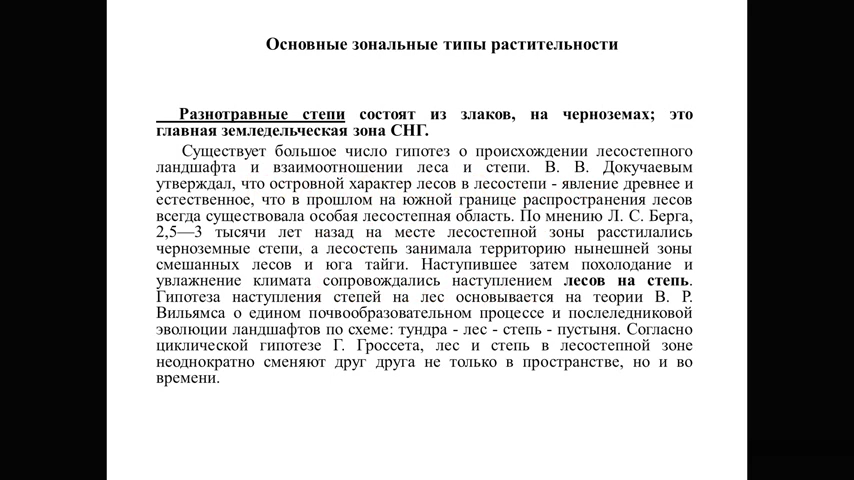 Основные зональные типы растительности
Разнотравные степи состоят из злаков, на черноземах; это
главная земледельческая зона СНГ.
Существует большое число гипотез о происхождении лесостепного
ландшафта и взаимоотношении леса и степи. В. В. Докучаевым
утверждал, что островной характер лесов в лесостепи - явление древнее и
естественное, что в прошлом на южной границе распространения лесов
всегда существовала особая лесостепная область. По мнению Л. С. Берга,
2,5—3 тысячи лет назад на месте лесостепной зоны расстилались
черноземные степи, а лесостепь занимала территорию нынешней зоны
смешанных лесов и юга тайги. Наступившее затем похолодание и
увлажнение климата сопровождались наступлением лесов на степь.
Гипотеза наступления степей на лес основывается на теории В. Р.
Вильямса о едином почвообразовательном процессе и послеледниковой
эволюции ландшафтов по схеме: тундра - лес - степь - пустыня. Согласно
циклической гипотезе Г. Гроссета, лес и степь в лесостепной зоне
неоднократно сменяют друг друга не только в пространстве, но и во
времени.